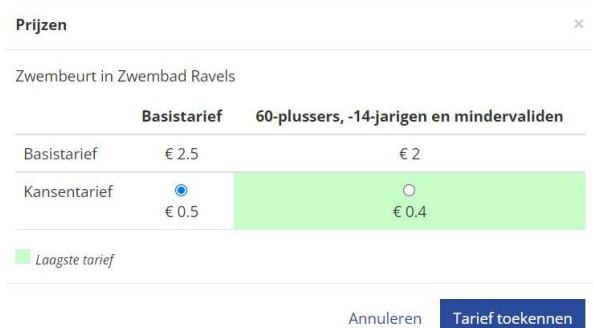 Prijzen ×
Zwembeurt in Zwembad Ravels
Basistarief 60-plussers, -14-jarigen en mindervaliden
Basistarief € 2.5 € 2
Kansentarief
€ 0.5 € 0.4
Laagste tarief
Annuleren Tarief toekennen